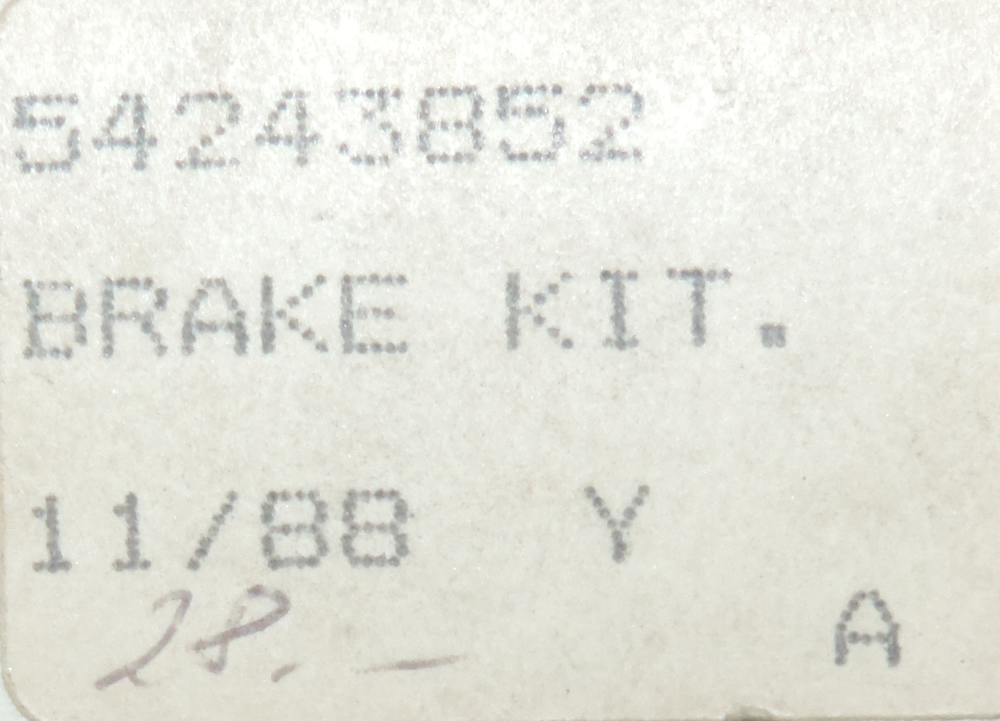 54243852
BRAKE KIT.
11/88 Y
28. —
A